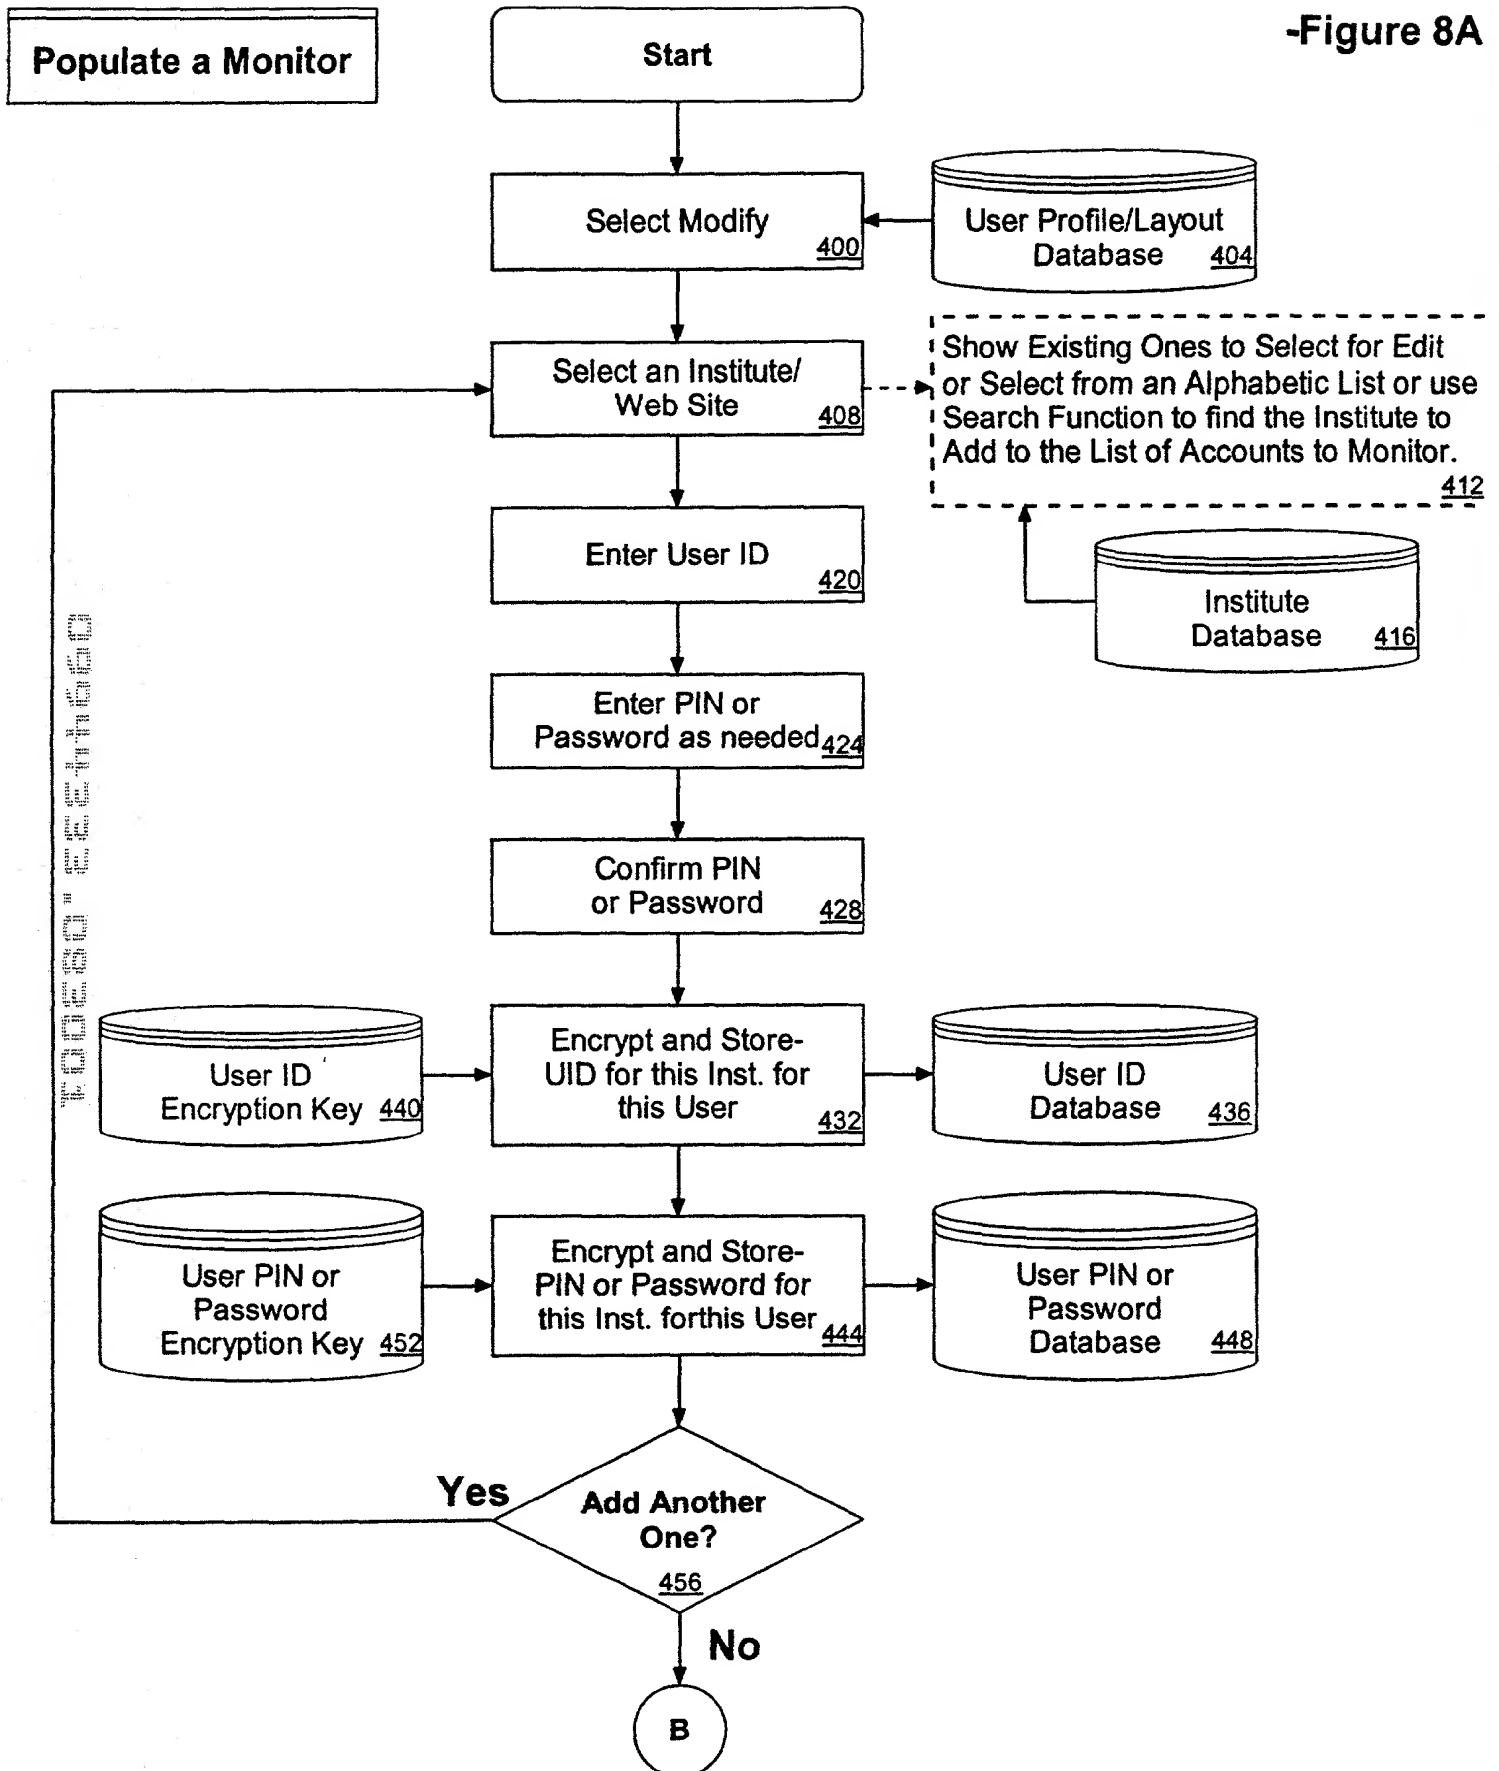 Populate a Monitor
Start
-Figure 8A
Select Modify
400
User Profile/Layout
Database 404
Select an Institute/
Web Site
408
Show Existing Ones to Select for Edit
or Select from an Alphabetic List or use
Search Function to find the Institute to
Add to the List of Accounts to Monitor.
412
Enter User ID
420
Institute
Database 416
Enter PIN or
Password as needed 424
Confirm PIN
or Password 428
User ID
Encryption Key 440
Encrypt and Store-
UID for this Inst. for
this User 432
User ID
Database 436
User PIN or
Password
Encryption Key 452
Encrypt and Store-
PIN or Password for
this Inst. forthis User 444
User PIN or
Password
Database 448
Yes
Add Another
One?
456
No
B